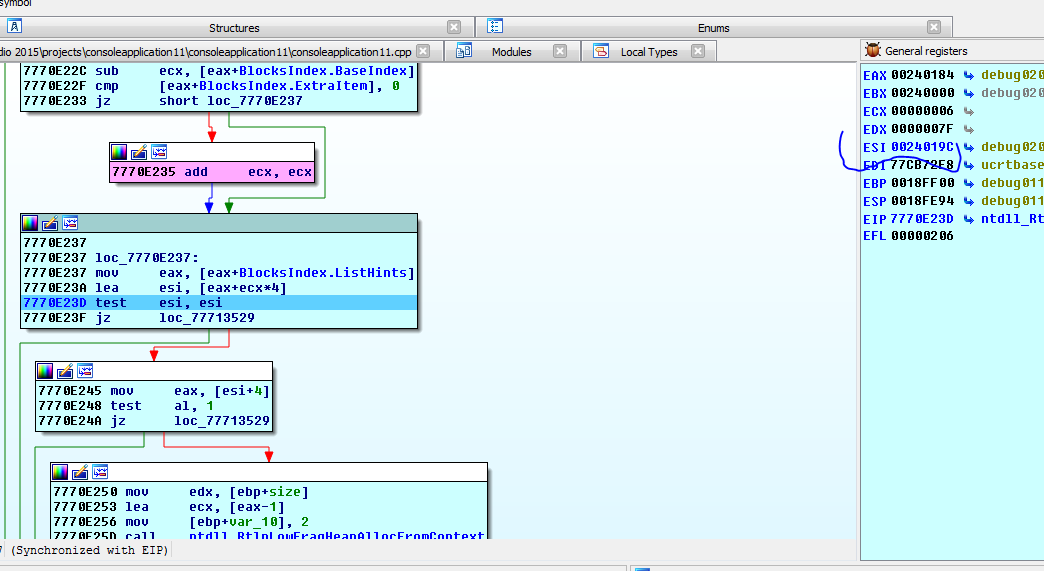 symbol
Structures
Enums
dio 2015\projects\consoleapplication11\consoleapplication11\consoleapplication11.cpp
Modules
Local Types
General registers
7770E22C sub ecx, [eax+BlocksIndex.BaseIndex]
7770E22F cmp [eax+BlocksIndex.ExtraItem], 0
7770E233 jz short loc_7770E237
7770E235 add ecx, ecx
7770E237
7770E237 loc_7770E237:
7770E237 mov eax, [eax+BlocksIndex.ListHints]
7770E23A lea esi, [eax+ecx*4]
7770E23D test esi, esi
7770E23F jz loc_77713529
7770E245 mov eax, [esi+4]
7770E248 test al, 1
7770E24A jz loc_77713529
7770E250 mov edx, [ebp+size]
7770E253 lea ecx, [eax-1]
7770E256 mov [ebp+var_10], 2
7770E25D call ntdll_RtlpLowFragHeapAllocFromContext
7 (Synchronized with EIP)
EAX 00240184 debug020
EBX 00240000 debug020
ECX 00000006
EDX 0000007F
ESI 0024019C debug020
EDI 77CB72E8 ucrtbase
EBP 0018FF00 debug011
ESP 0018FE94 debug011
EIP 7770E23D ntdll_Rt
EFL 00000206